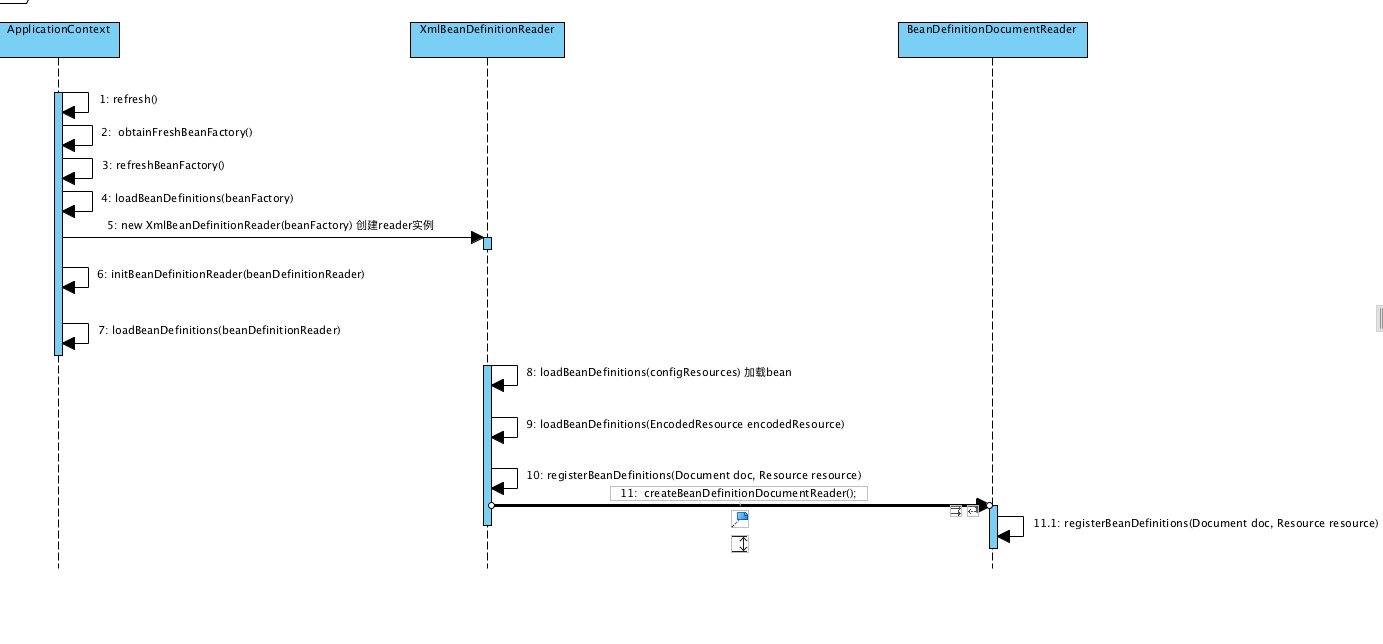 ApplicationContext
XmlBeanDefinitionReader
BeanDefinitionDocumentReader
1: refresh()
2:  obtainFreshBeanFactory()
3: refreshBeanFactory()
4: loadBeanDefinitions(beanFactory)
5: new XmlBeanDefinitionReader(beanFactory) 创建reader实例
6: initBeanDefinitionReader(beanDefinitionReader)
7: loadBeanDefinitions(beanDefinitionReader)
8: loadBeanDefinitions(configResources) 加载bean
9: loadBeanDefinitions(EncodedResource encodedResource)
10: registerBeanDefinitions(Document doc, Resource resource)
11:  createBeanDefinitionDocumentReader();
11.1: registerBeanDefinitions(Document doc, Resource resource)